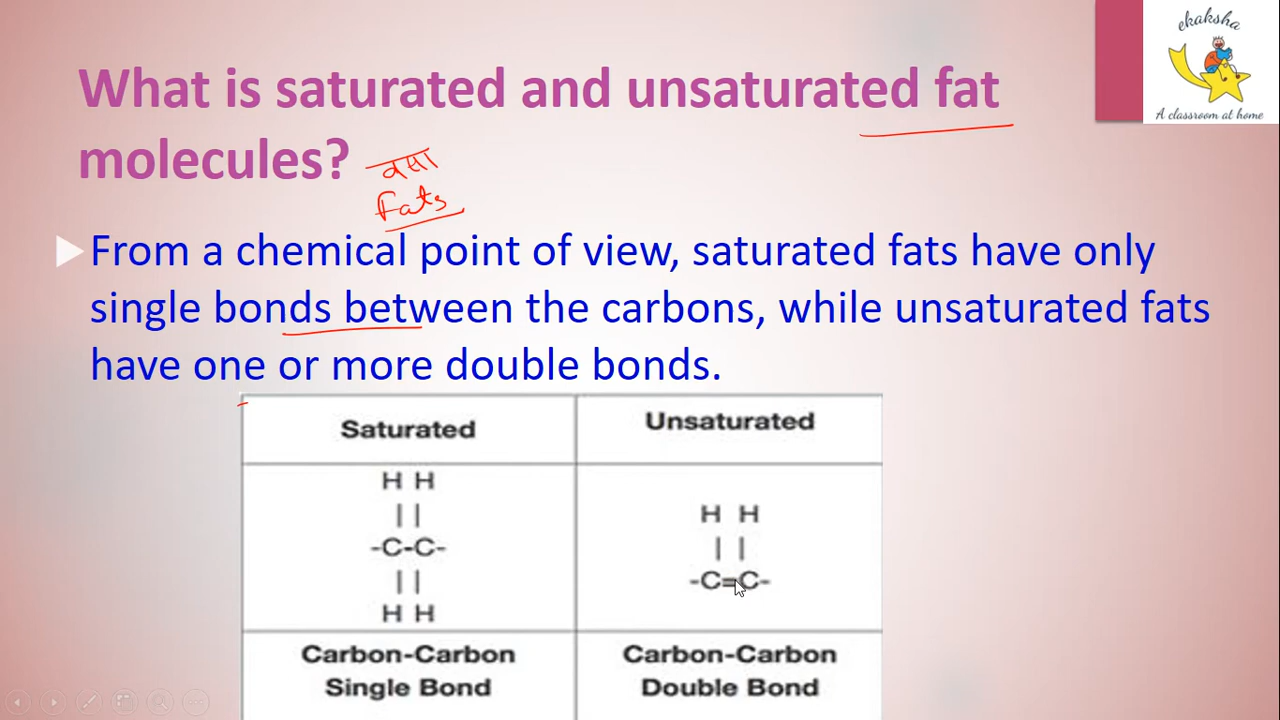 ekaksha
A classroom at home
What is saturated and unsaturated fat
molecules?
वसा
Fats
From a chemical point of view, saturated fats have only
single bonds between the carbons, while unsaturated fats
have one or more double bonds.
Saturated Unsaturated
H H
| |
-C-C-
| |
H H
H H
| |
-C=C-
Carbon-Carbon
Single Bond
Carbon-Carbon
Double Bond